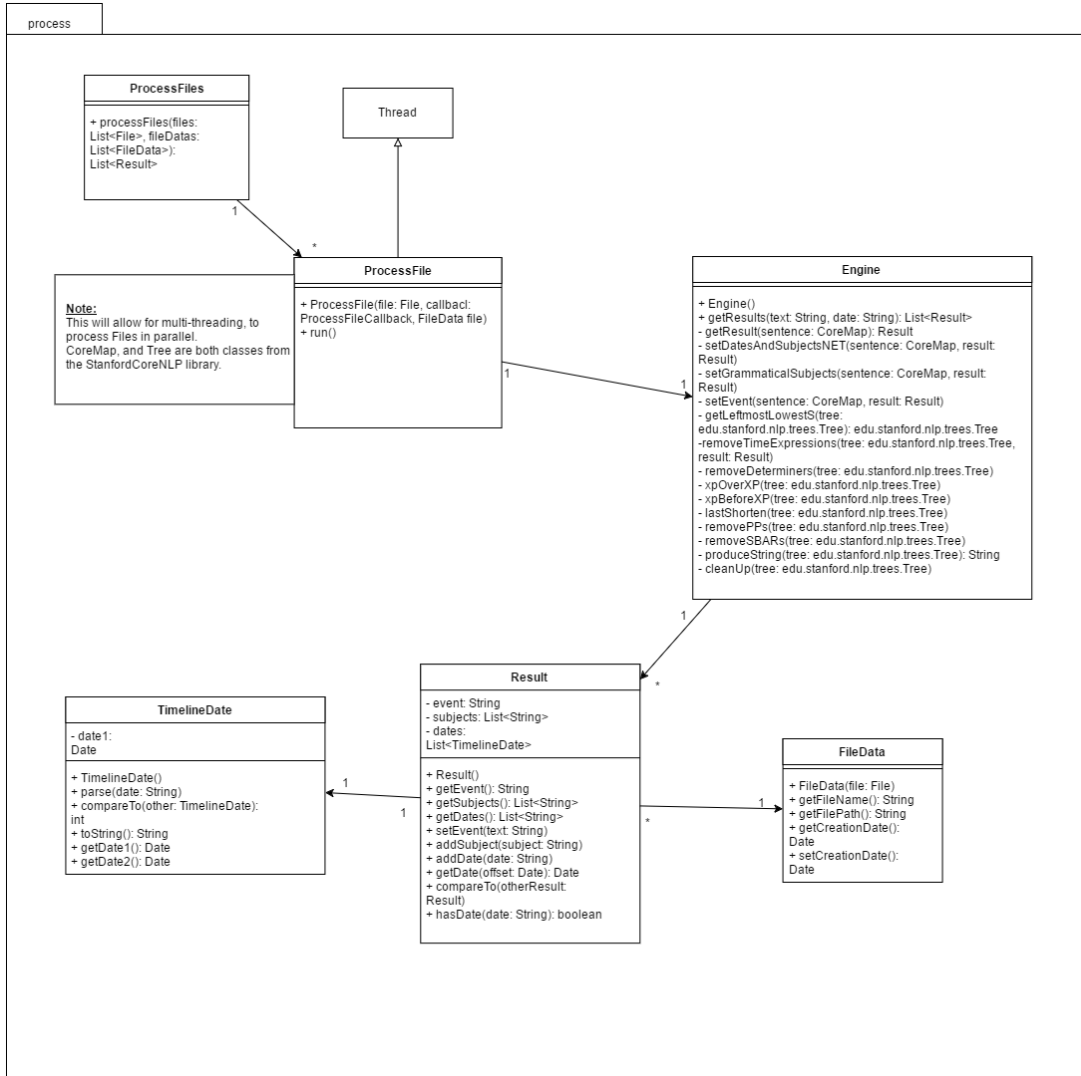 process
ProcessFiles
+ processFiles(files:
List<File>, fileDatas:
List<FileData>):
List<Result>
Thread
1
*
ProcessFile
+ ProcessFile(file: File, callbacl:
ProcessFileCallback, FileData file)
+ run()
Note:
This will allow for multi-threading, to
process Files in parallel.
CoreMap, and Tree are both classes from
the StanfordCoreNLP library.
1
1
Engine
+ Engine()
+ getResults(text: String, date: String): List<Result>
- getResult(sentence: CoreMap): Result
- setDatesAndSubjectsNET(sentence: CoreMap, result:
Result)
- setGrammaticalSubjects(sentence: CoreMap, result:
Result)
- setEvent(sentence: CoreMap, result: Result)
- getLeftmostLowestS(tree:
edu.stanford.nlp.trees.Tree): edu.stanford.nlp.trees.Tree
-removeTimeExpressions(tree: edu.stanford.nlp.trees.Tree,
result: Result)
- removeDeterminers(tree: edu.stanford.nlp.trees.Tree)
- xpOverXP(tree: edu.stanford.nlp.trees.Tree)
- xpBeforeXP(tree: edu.stanford.nlp.trees.Tree)
- lastShorten(tree: edu.stanford.nlp.trees.Tree)
- removePPs(tree: edu.stanford.nlp.trees.Tree)
- removeSBARs(tree: edu.stanford.nlp.trees.Tree)
- produceString(tree: edu.stanford.nlp.trees.Tree): String
- cleanUp(tree: edu.stanford.nlp.trees.Tree)
1
*
Result
- event: String
- subjects: List<String>
- dates:
List<TimelineDate>
+ Result()
+ getEvent(): String
+ getSubjects(): List<String>
+ getDates(): List<String>
+ setEvent(text: String)
+ addSubject(subject: String)
+ addDate(date: String)
+ getDate(offset: Date): Date
+ compareTo(otherResult:
Result)
+ hasDate(date: String): boolean
TimelineDate
- date1:
Date
+ TimelineDate()
+ parse(date: String)
+ compareTo(other: TimelineDate):
int
+ toString(): String
+ getDate1(): Date
+ getDate2(): Date
1
1
*
1
FileData
+ FileData(file: File)
+ getFileName(): String
+ getFilePath(): String
+ getCreationDate():
Date
+ setCreationDate():
Date